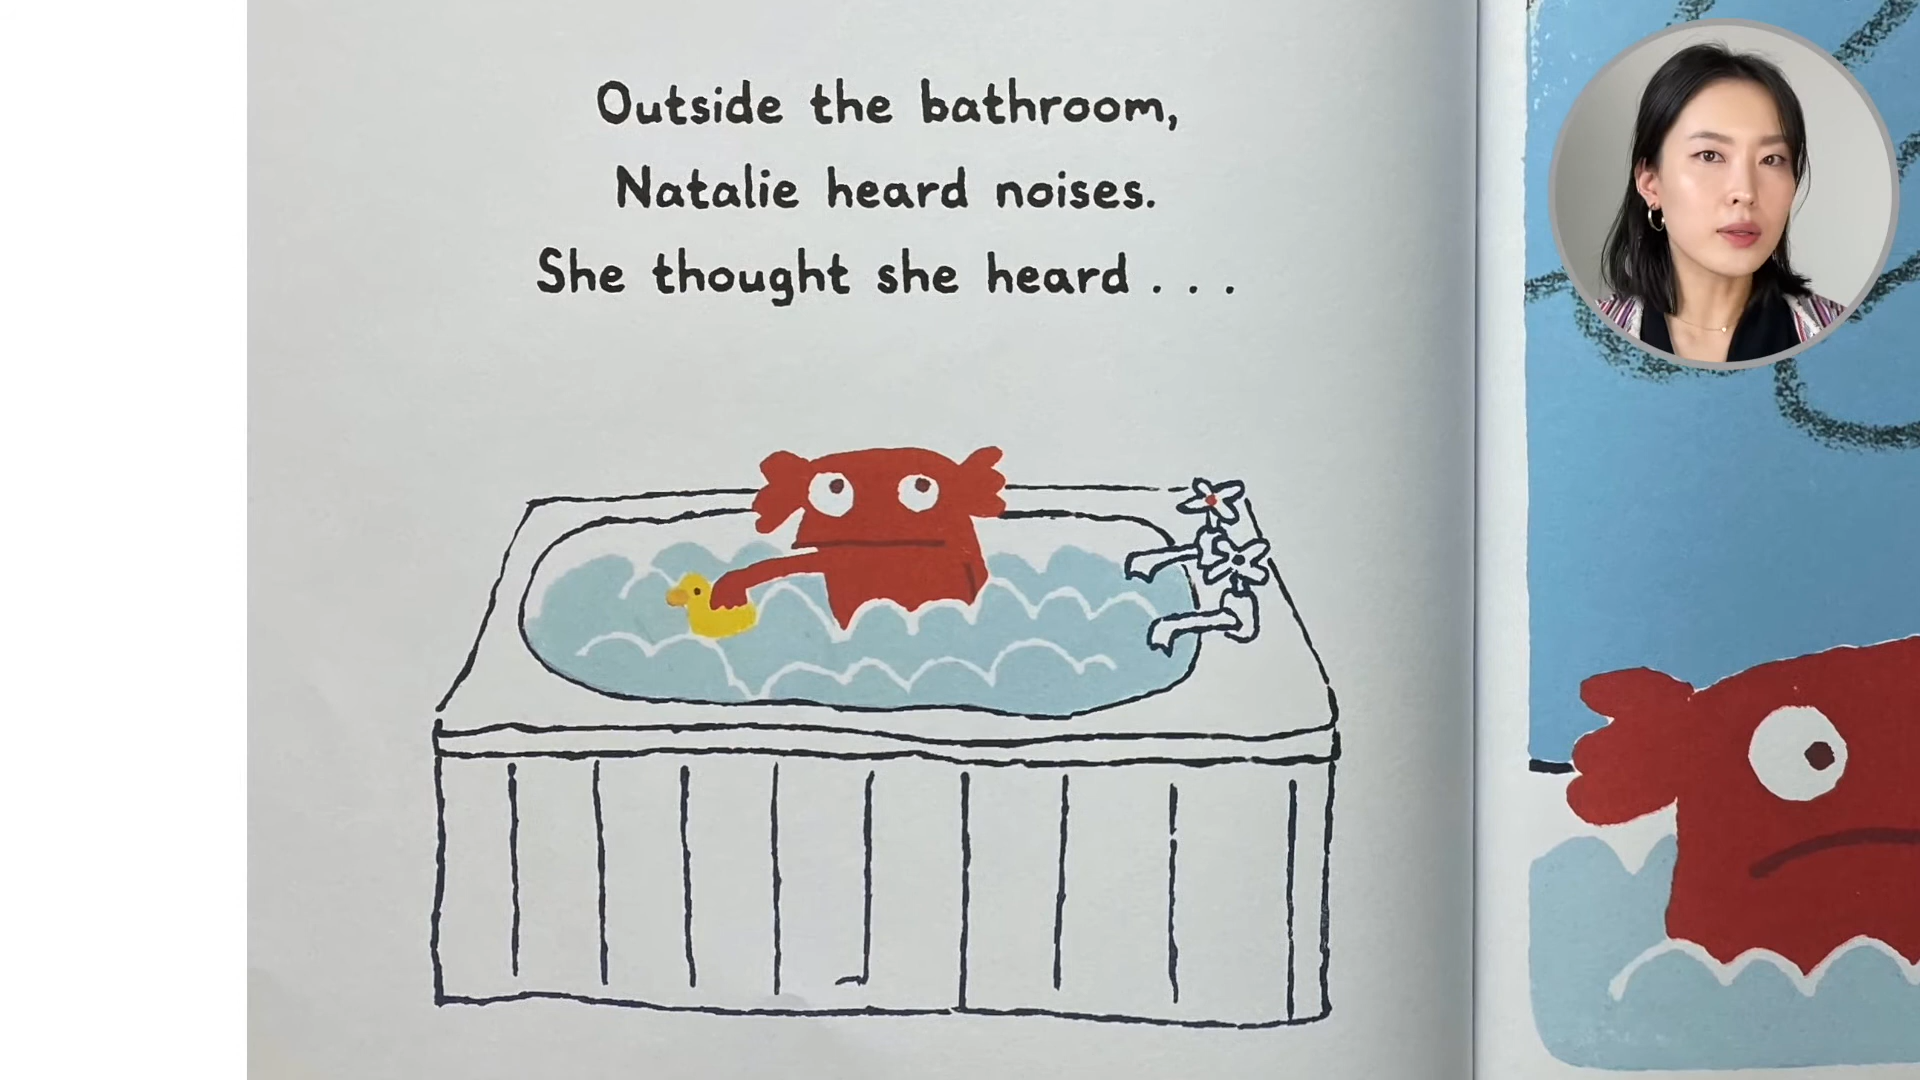 Outside the bathroom,
Natalie heard noises.
She thought she heard . . .